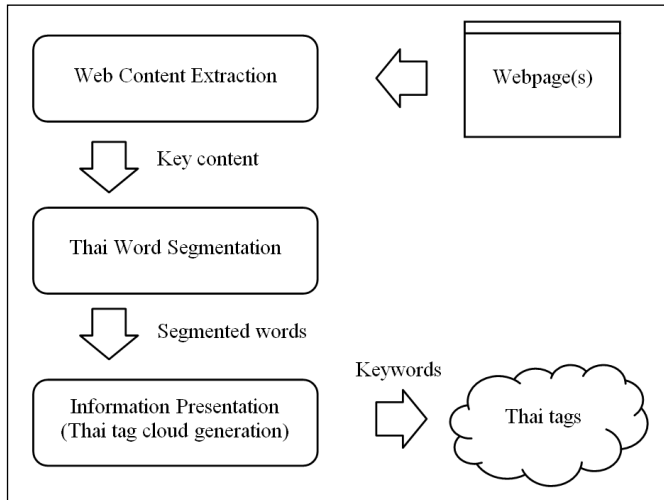 Web Content Extraction
Webpage(s)
Key content
Thai Word Segmentation
Segmented words
Keywords
Information Presentation
(Thai tag cloud generation)
Thai tags